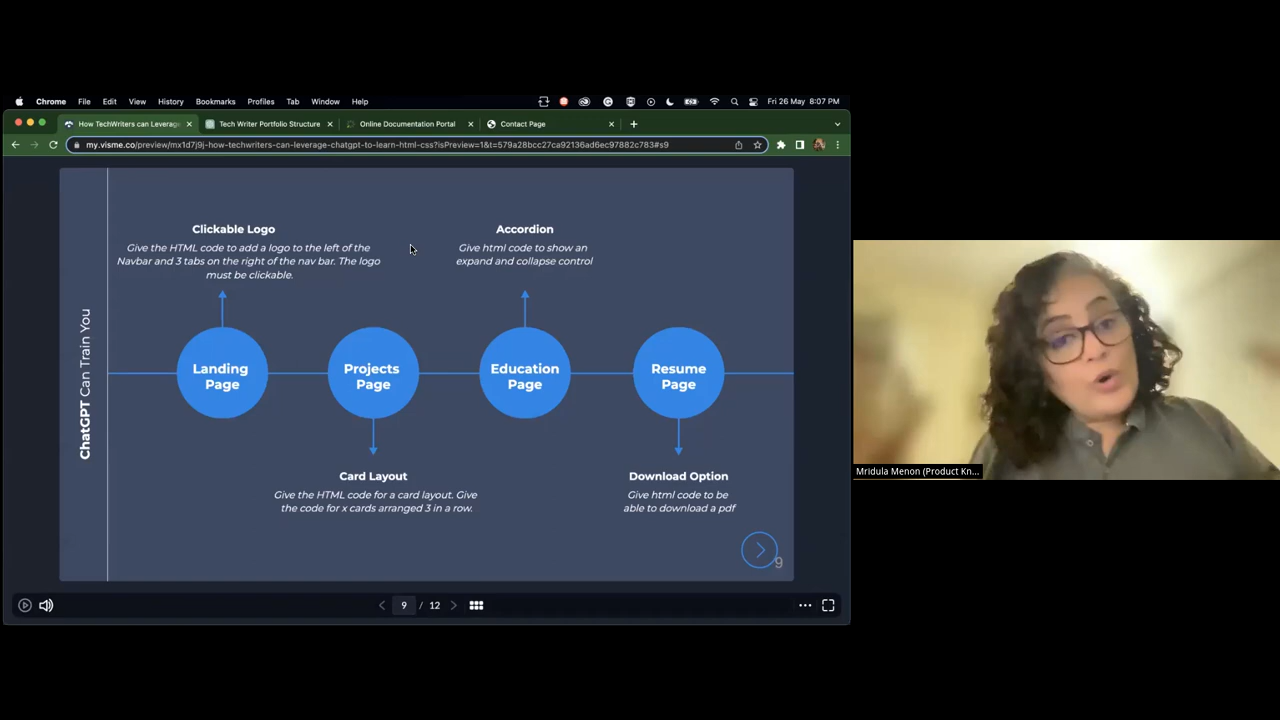 Chrome File Edit View History Bookmarks Profiles Tab Window Help Fri 26 May 8:07 PM
How TechWriters can Leverage Tech Writer Portfolio Structure Online Documentation Portal Contact Page
my.visme.co/preview/mx1d7j9j-how-techwriters-can-leverage-chatgpt-to-learn-html-css?isPreview=1&t=579a28bcc27ca92136ad6ec97882c783#s9
ChatGPT Can Train You
Clickable Logo
Give the HTML code to add a logo to the left of the
Navbar and 3 tabs on the right of the nav bar. The logo
must be clickable.
Accordion
Give html code to show an
expand and collapse control
Landing
Page
Projects
Page
Education
Page
Resume
Page
Card Layout
Give the HTML code for a card layout. Give
the code for x cards arranged 3 in a row.
Download Option
Give html code to be
able to download a pdf
9
9 / 12
Mridula Menon (Product Kn...